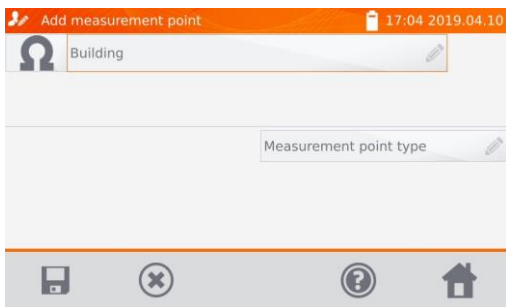 Add measurement point 17:04 2019.04.10
Ω Building
Measurement point type